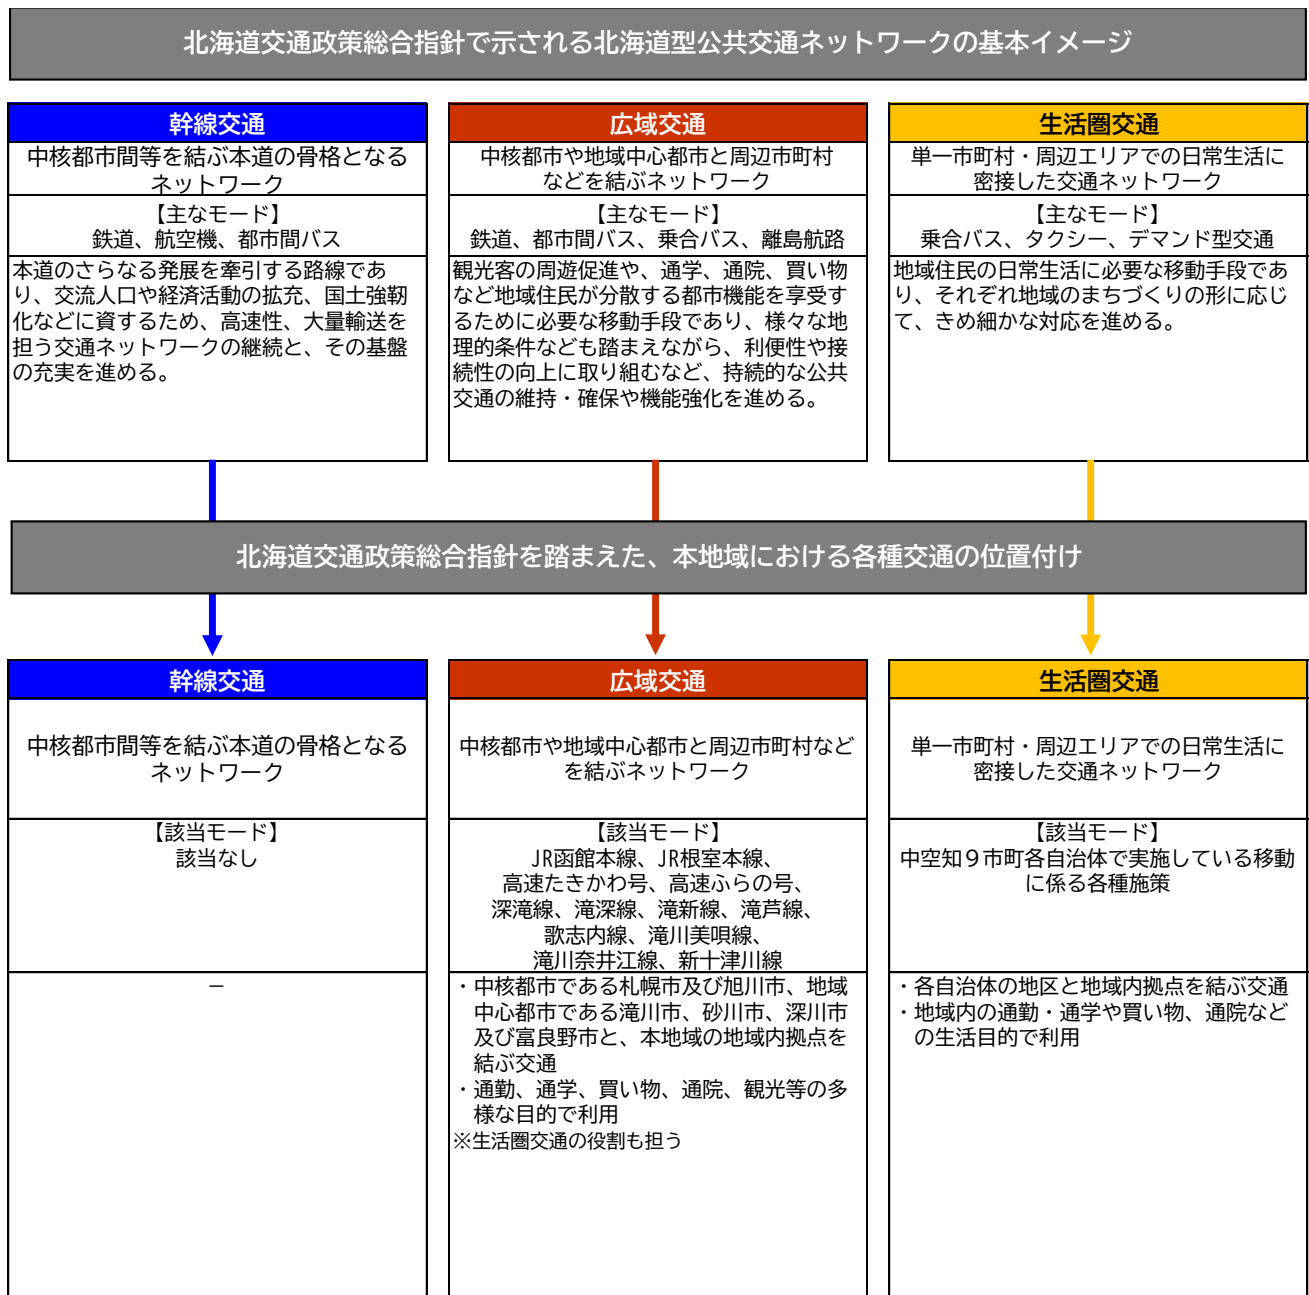 北海道交通政策総合指針で示される北海道型公共交通ネットワークの基本イメージ
幹線交通
中核都市間等を結ぶ本道の骨格となる
ネットワーク
【主なモード】
鉄道、航空機、都市間バス
本道のさらなる発展を牽引する路線であ
り、交流人口や経済活動の拡充、国土強靭
化などに資するため、高速性、大量輸送を
担う交通ネットワークの継続と、その基盤
の充実を進める。
広域交通
中核都市や地域中心都市と周辺市町村
などを結ぶネットワーク
【主なモード】
鉄道、都市間バス、乗合バス、離島航路
観光客の周遊促進や、通学、通院、買い物
など地域住民が分散する都市機能を享受す
るために必要な移動手段であり、様々な地
理的条件なども踏まえながら、利便性や接
続性の向上に取り組むなど、持続的な公共
交通の維持・確保や機能強化を進める。
生活圏交通
単一市町村・周辺エリアでの日常生活に
密接した交通ネットワーク
【主なモード】
乗合バス、タクシー、デマンド型交通
地域住民の日常生活に必要な移動手段であ
り、それぞれ地域のまちづくりの形に応じ
て、きめ細かな対応を進める。
北海道交通政策総合指針を踏まえた、本地域における各種交通の位置付け
幹線交通
中核都市間等を結ぶ本道の骨格となる
ネットワーク
【該当モード】
該当なし
－
広域交通
中核都市や地域中心都市と周辺市町村など
を結ぶネットワーク
【該当モード】
JR函館本線、JR根室本線、
高速たきかわ号、高速ふらの号、
深滝線、滝深線、滝新線、滝芦線、
歌志内線、滝川美唄線、
滝川奈井江線、新十津川線
・中核都市である札幌市及び旭川市、地域
中心都市である滝川市、砂川市、深川市
及び富良野市と、本地域の地域内拠点を
結ぶ交通
・通勤、通学、買い物、通院、観光等の多
様な目的で利用
※生活圏交通の役割も担う
生活圏交通
単一市町村・周辺エリアでの日常生活に
密接した交通ネットワーク
【該当モード】
中空知９市町各自治体で実施している移動
に係る各種施策
・各自治体の地区と地域内拠点を結ぶ交通
・地域内の通勤・通学や買い物、通院など
の生活目的で利用